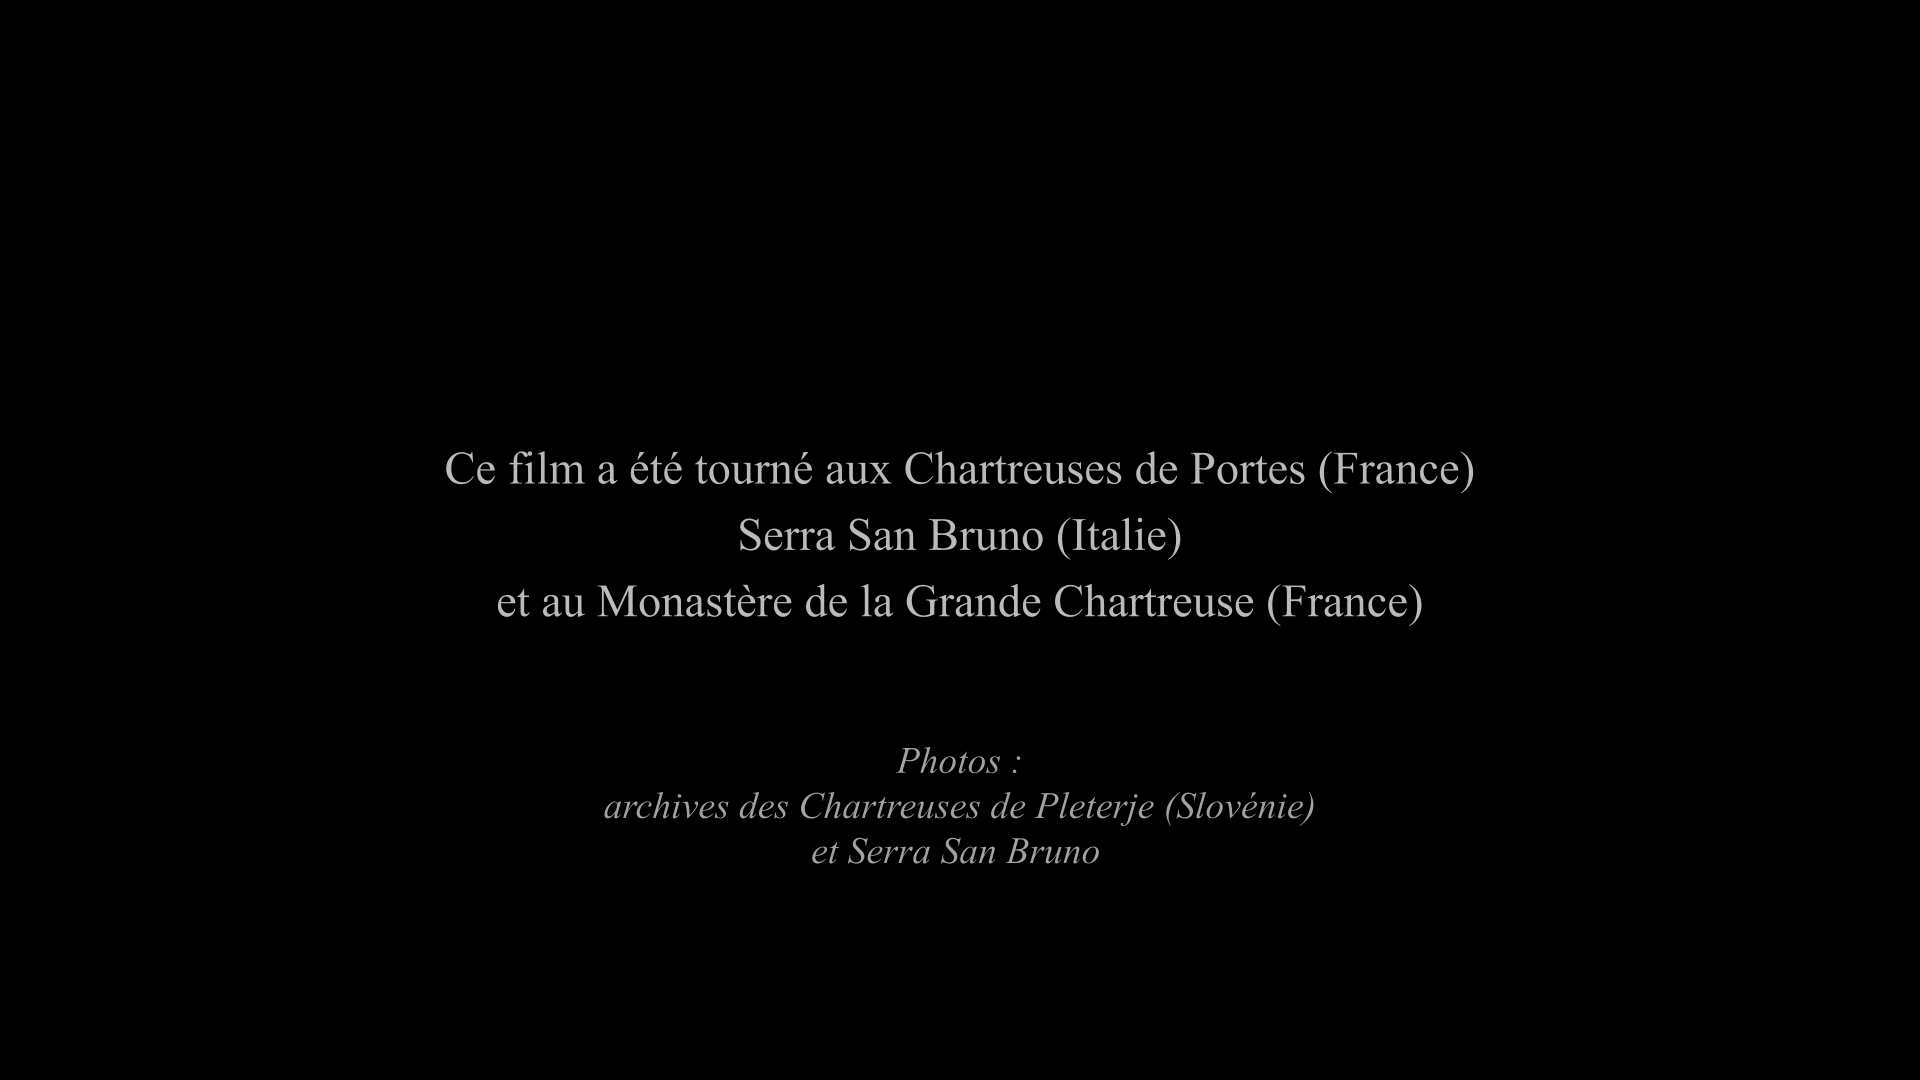 Ce film a été tourné aux Chartreuses de Portes (France)
Serra San Bruno (Italie)
et au Monastère de la Grande Chartreuse (France)
Photos :
archives des Chartreuses de Pleterje (Slovénie)
et Serra San Bruno